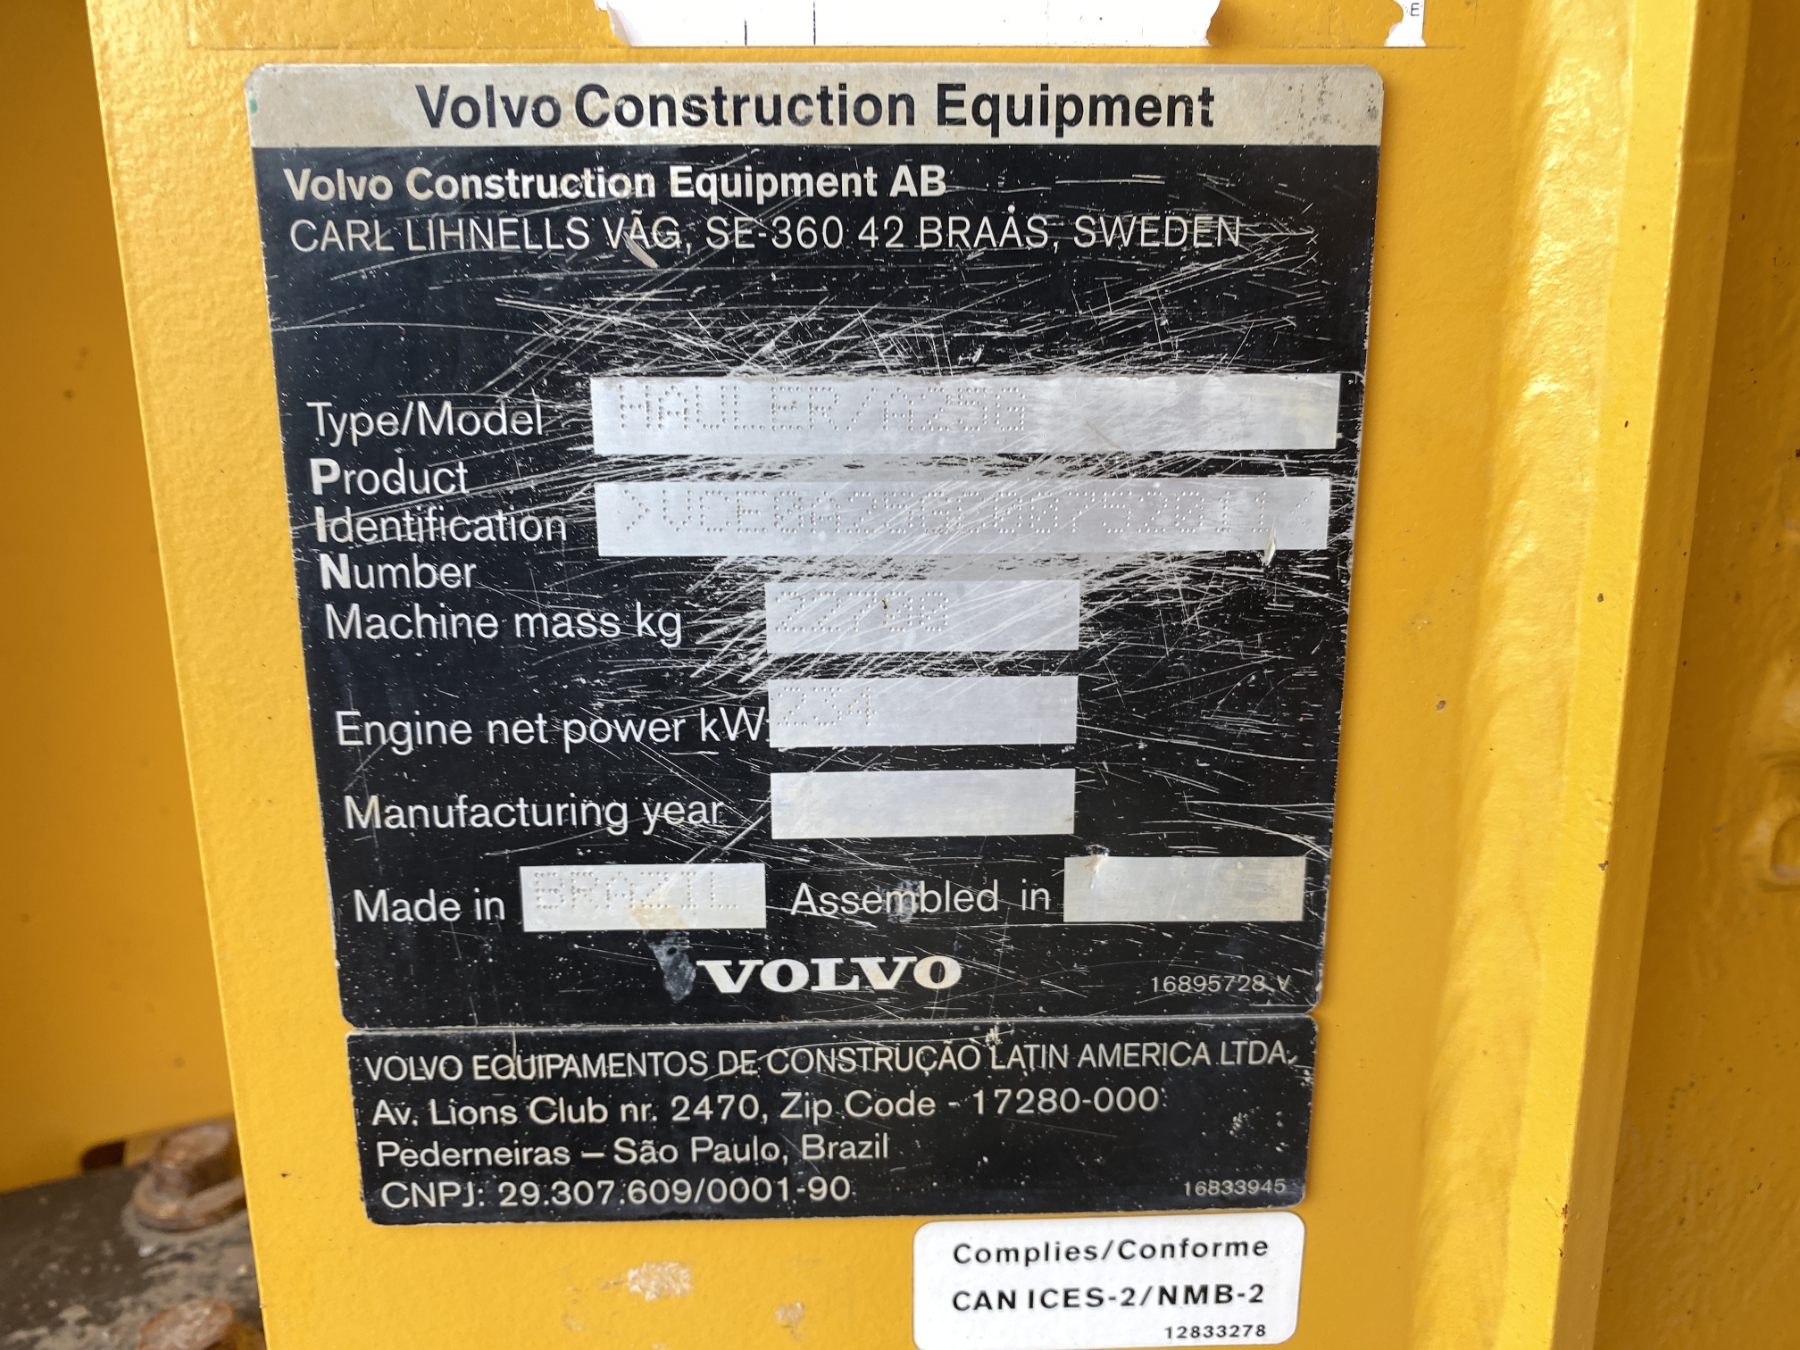 E
Volvo Construction Equipment
Volvo Construction Equipment AB
CARL LIHNELLS VÄG, SE-360 42 BRAÅS, SWEDEN
Type/Model HAULER/A25G
Product
Identification
Number
Machine mass kg 22700
Engine net power kW 234
Manufacturing year
Made in BRAZIL Assembled in
VOLVO 16895728 V
VOLVO EQUIPAMENTOS DE CONSTRUÇÃO LATIN AMERICA LTDA.
Av. Lions Club nr. 2470, Zip Code - 17280-000
Pederneiras – São Paulo, Brazil
CNPJ: 29.307.609/0001-90
16833945
Complies/Conforme
CAN ICES-2/NMB-2
12833278